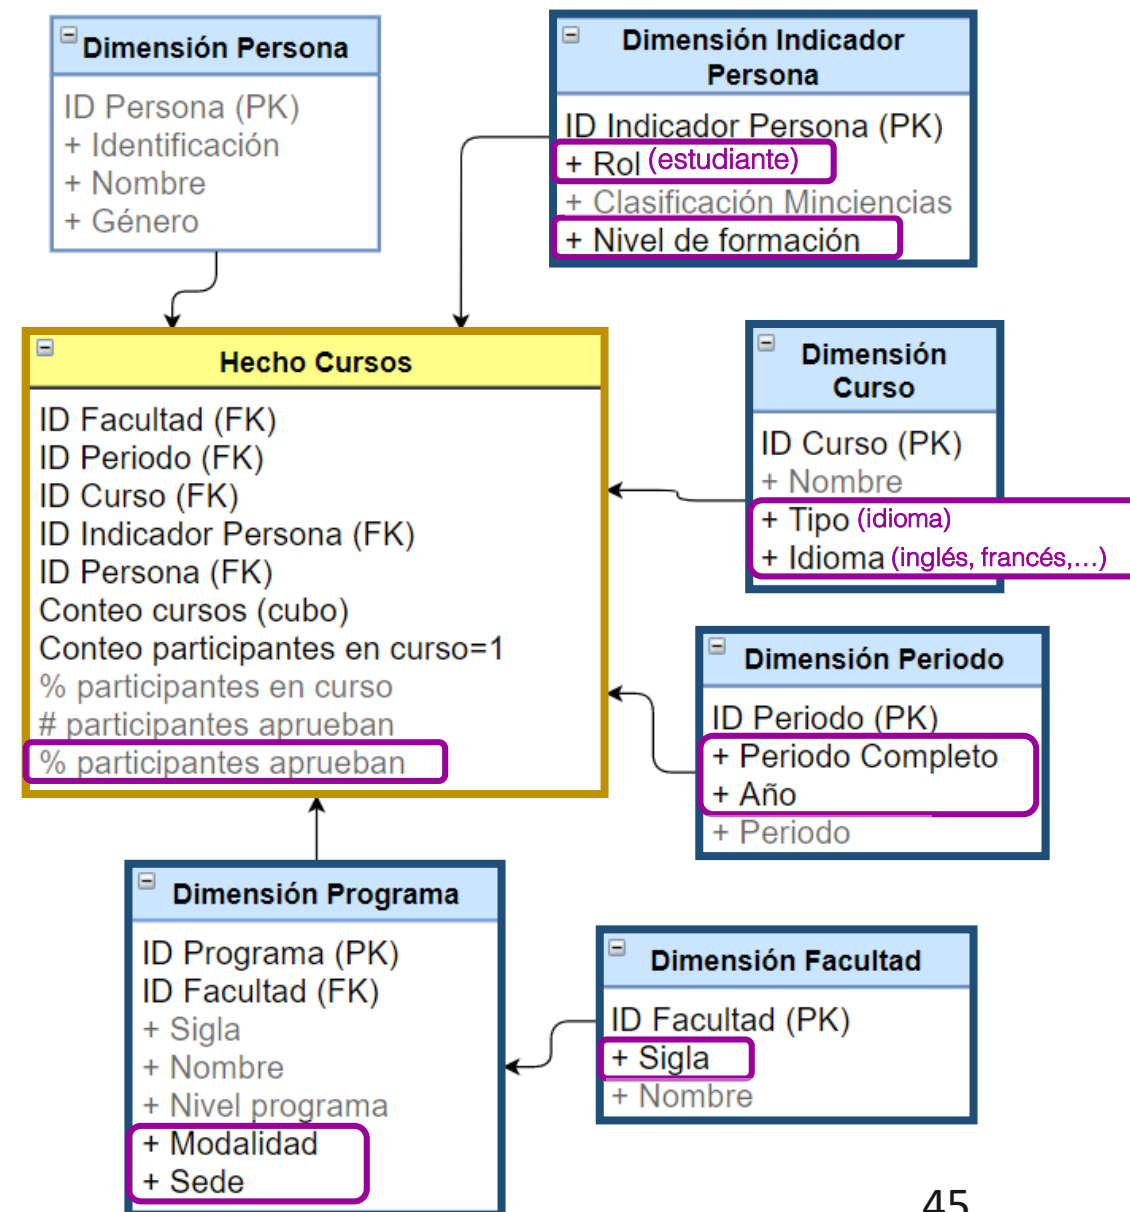 Dimensión Persona
ID Persona (PK)
+ Identificación
+ Nombre
+ Género
Dimensión Indicador
Persona
ID Indicador Persona (PK)
+ Rol (estudiante)
+ Clasificación Minciencias
+ Nivel de formación
Hecho Cursos
ID Facultad (FK)
ID Periodo (FK)
ID Curso (FK)
ID Indicador Persona (FK)
ID Persona (FK)
Conteo cursos (cubo)
Conteo participantes en curso=1
% participantes en curso
# participantes aprueban
% participantes aprueban
Dimensión
Curso
ID Curso (PK)
+ Nombre
+ Tipo (idioma)
+ Idioma (inglés, francés,...)
Dimensión Periodo
ID Periodo (PK)
+ Periodo Completo
+ Año
+ Periodo
Dimensión Programa
ID Programa (PK)
ID Facultad (FK)
+ Sigla
+ Nombre
+ Nivel programa
+ Modalidad
+ Sede
Dimensión Facultad
ID Facultad (PK)
+ Sigla
+ Nombre
45